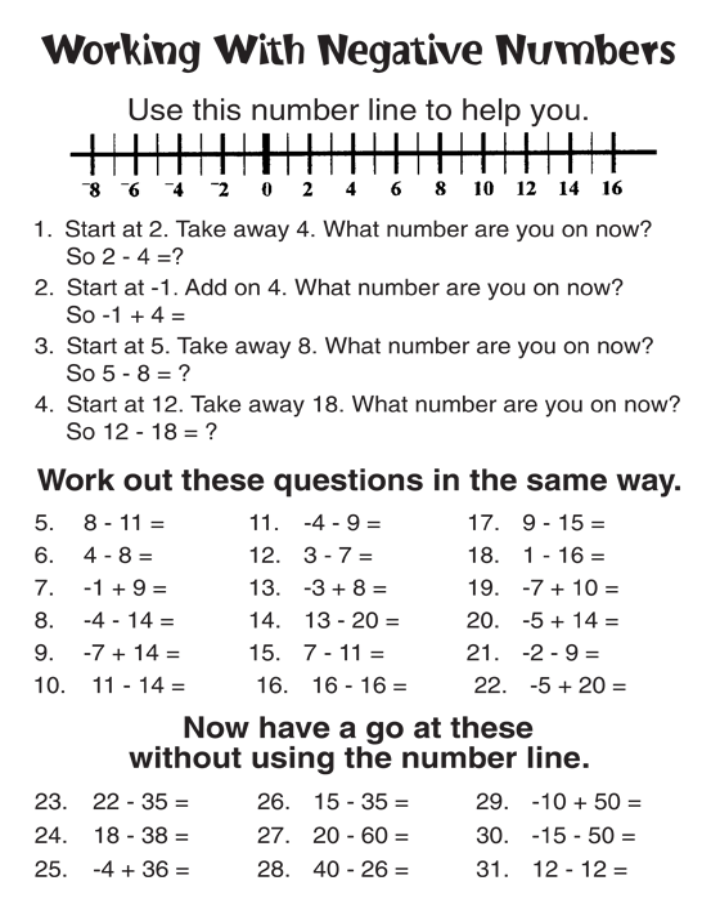 Working With Negative Numbers
Use this number line to help you.
‾8 ‾6 ‾4 ‾2 0 2 4 6 8 10 12 14 16
1. Start at 2. Take away 4. What number are you on now?
So 2 - 4 =?
2. Start at -1. Add on 4. What number are you on now?
So -1 + 4 =
3. Start at 5. Take away 8. What number are you on now?
So 5 - 8 = ?
4. Start at 12. Take away 18. What number are you on now?
So 12 - 18 = ?
Work out these questions in the same way.
5. 8 - 11 = 11. -4 - 9 = 17. 9 - 15 =
6. 4 - 8 = 12. 3 - 7 = 18. 1 - 16 =
7. -1 + 9 = 13. -3 + 8 = 19. -7 + 10 =
8. -4 - 14 = 14. 13 - 20 = 20. -5 + 14 =
9. -7 + 14 = 15. 7 - 11 = 21. -2 - 9 =
10. 11 - 14 = 16. 16 - 16 = 22. -5 + 20 =
Now have a go at these
without using the number line.
23. 22 - 35 = 26. 15 - 35 = 29. -10 + 50 =
24. 18 - 38 = 27. 20 - 60 = 30. -15 - 50 =
25. -4 + 36 = 28. 40 - 26 = 31. 12 - 12 =